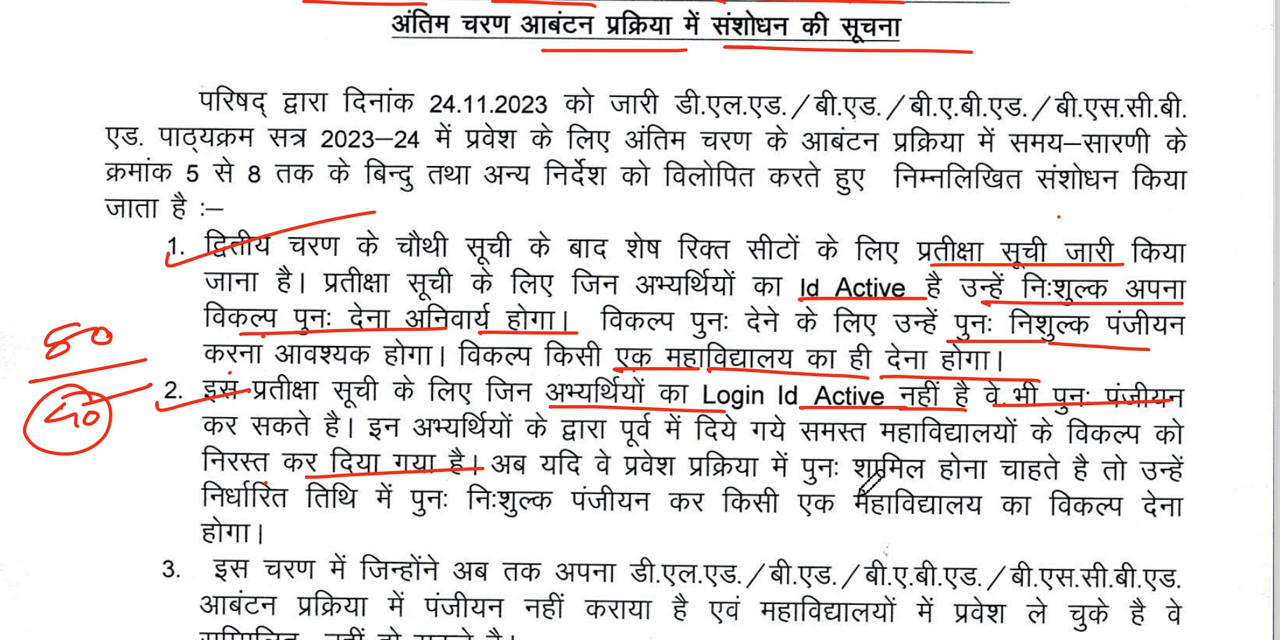 अंतिम चरण आबंटन प्रक्रिया में संशोधन की सूचना
परिषद् द्वारा दिनांक 24.11.2023 को जारी डी.एल.एड./बी.एड./बी.ए.बी.एड./बी.एस.सी.बी.
एड. पाठ्यक्रम सत्र 2023–24 में प्रवेश के लिए अंतिम चरण के आबंटन प्रक्रिया में समय–सारणी के
क्रमांक 5 से 8 तक के बिन्दु तथा अन्य निर्देश को विलोपित करते हुए निम्नलिखित संशोधन किया
जाता है :–
1. द्वितीय चरण के चौथी सूची के बाद शेष रिक्त सीटों के लिए प्रतीक्षा सूची जारी किया
जाना है। प्रतीक्षा सूची के लिए जिन अभ्यर्थियों का Id Active है उन्हें निःशुल्क अपना
विकल्प पुनः देना अनिवार्य होगा। विकल्प पुनः देने के लिए उन्हें पुनः निशुल्क पंजीयन
करना आवश्यक होगा। विकल्प किसी एक महाविद्यालय का ही देना होगा।
2. इस प्रतीक्षा सूची के लिए जिन अभ्यर्थियों का Login Id Active नहीं है वे भी पुनः पंजीयन
कर सकते है। इन अभ्यर्थियों के द्वारा पूर्व में दिये गये समस्त महाविद्यालयों के विकल्प को
निरस्त कर दिया गया है। अब यदि वे प्रवेश प्रक्रिया में पुनः शामिल होना चाहते है तो उन्हें
निर्धारित तिथि में पुनः निःशुल्क पंजीयन कर किसी एक महाविद्यालय का विकल्प देना
होगा।
3. इस चरण में जिन्होंने अब तक अपना डी.एल.एड./बी.एड./बी.ए.बी.एड./बी.एस.सी.बी.एड.
आबंटन प्रक्रिया में पंजीयन नहीं कराया है एवं महाविद्यालयों में प्रवेश ले चुके है वे